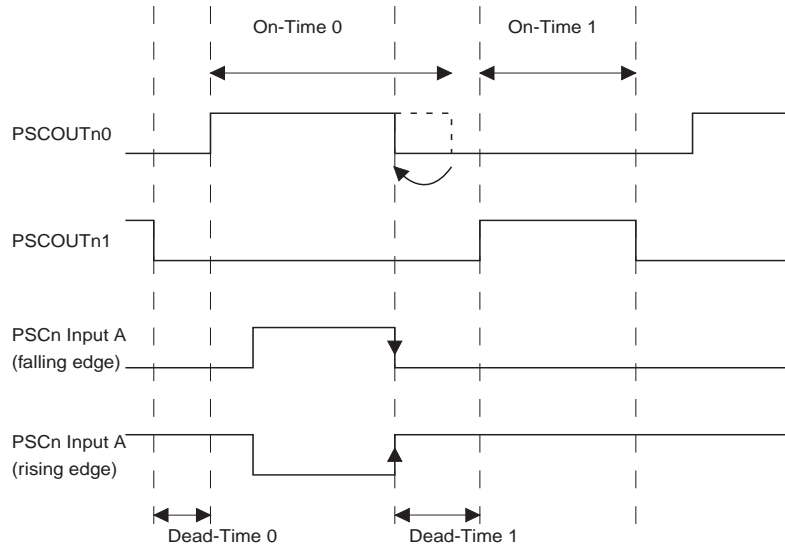 On-Time 0
On-Time 1
PSCOUTn0
PSCOUTn1
PSCn Input A
(falling edge)
PSCn Input A
(rising edge)
Dead-Time 0
Dead-Time 1